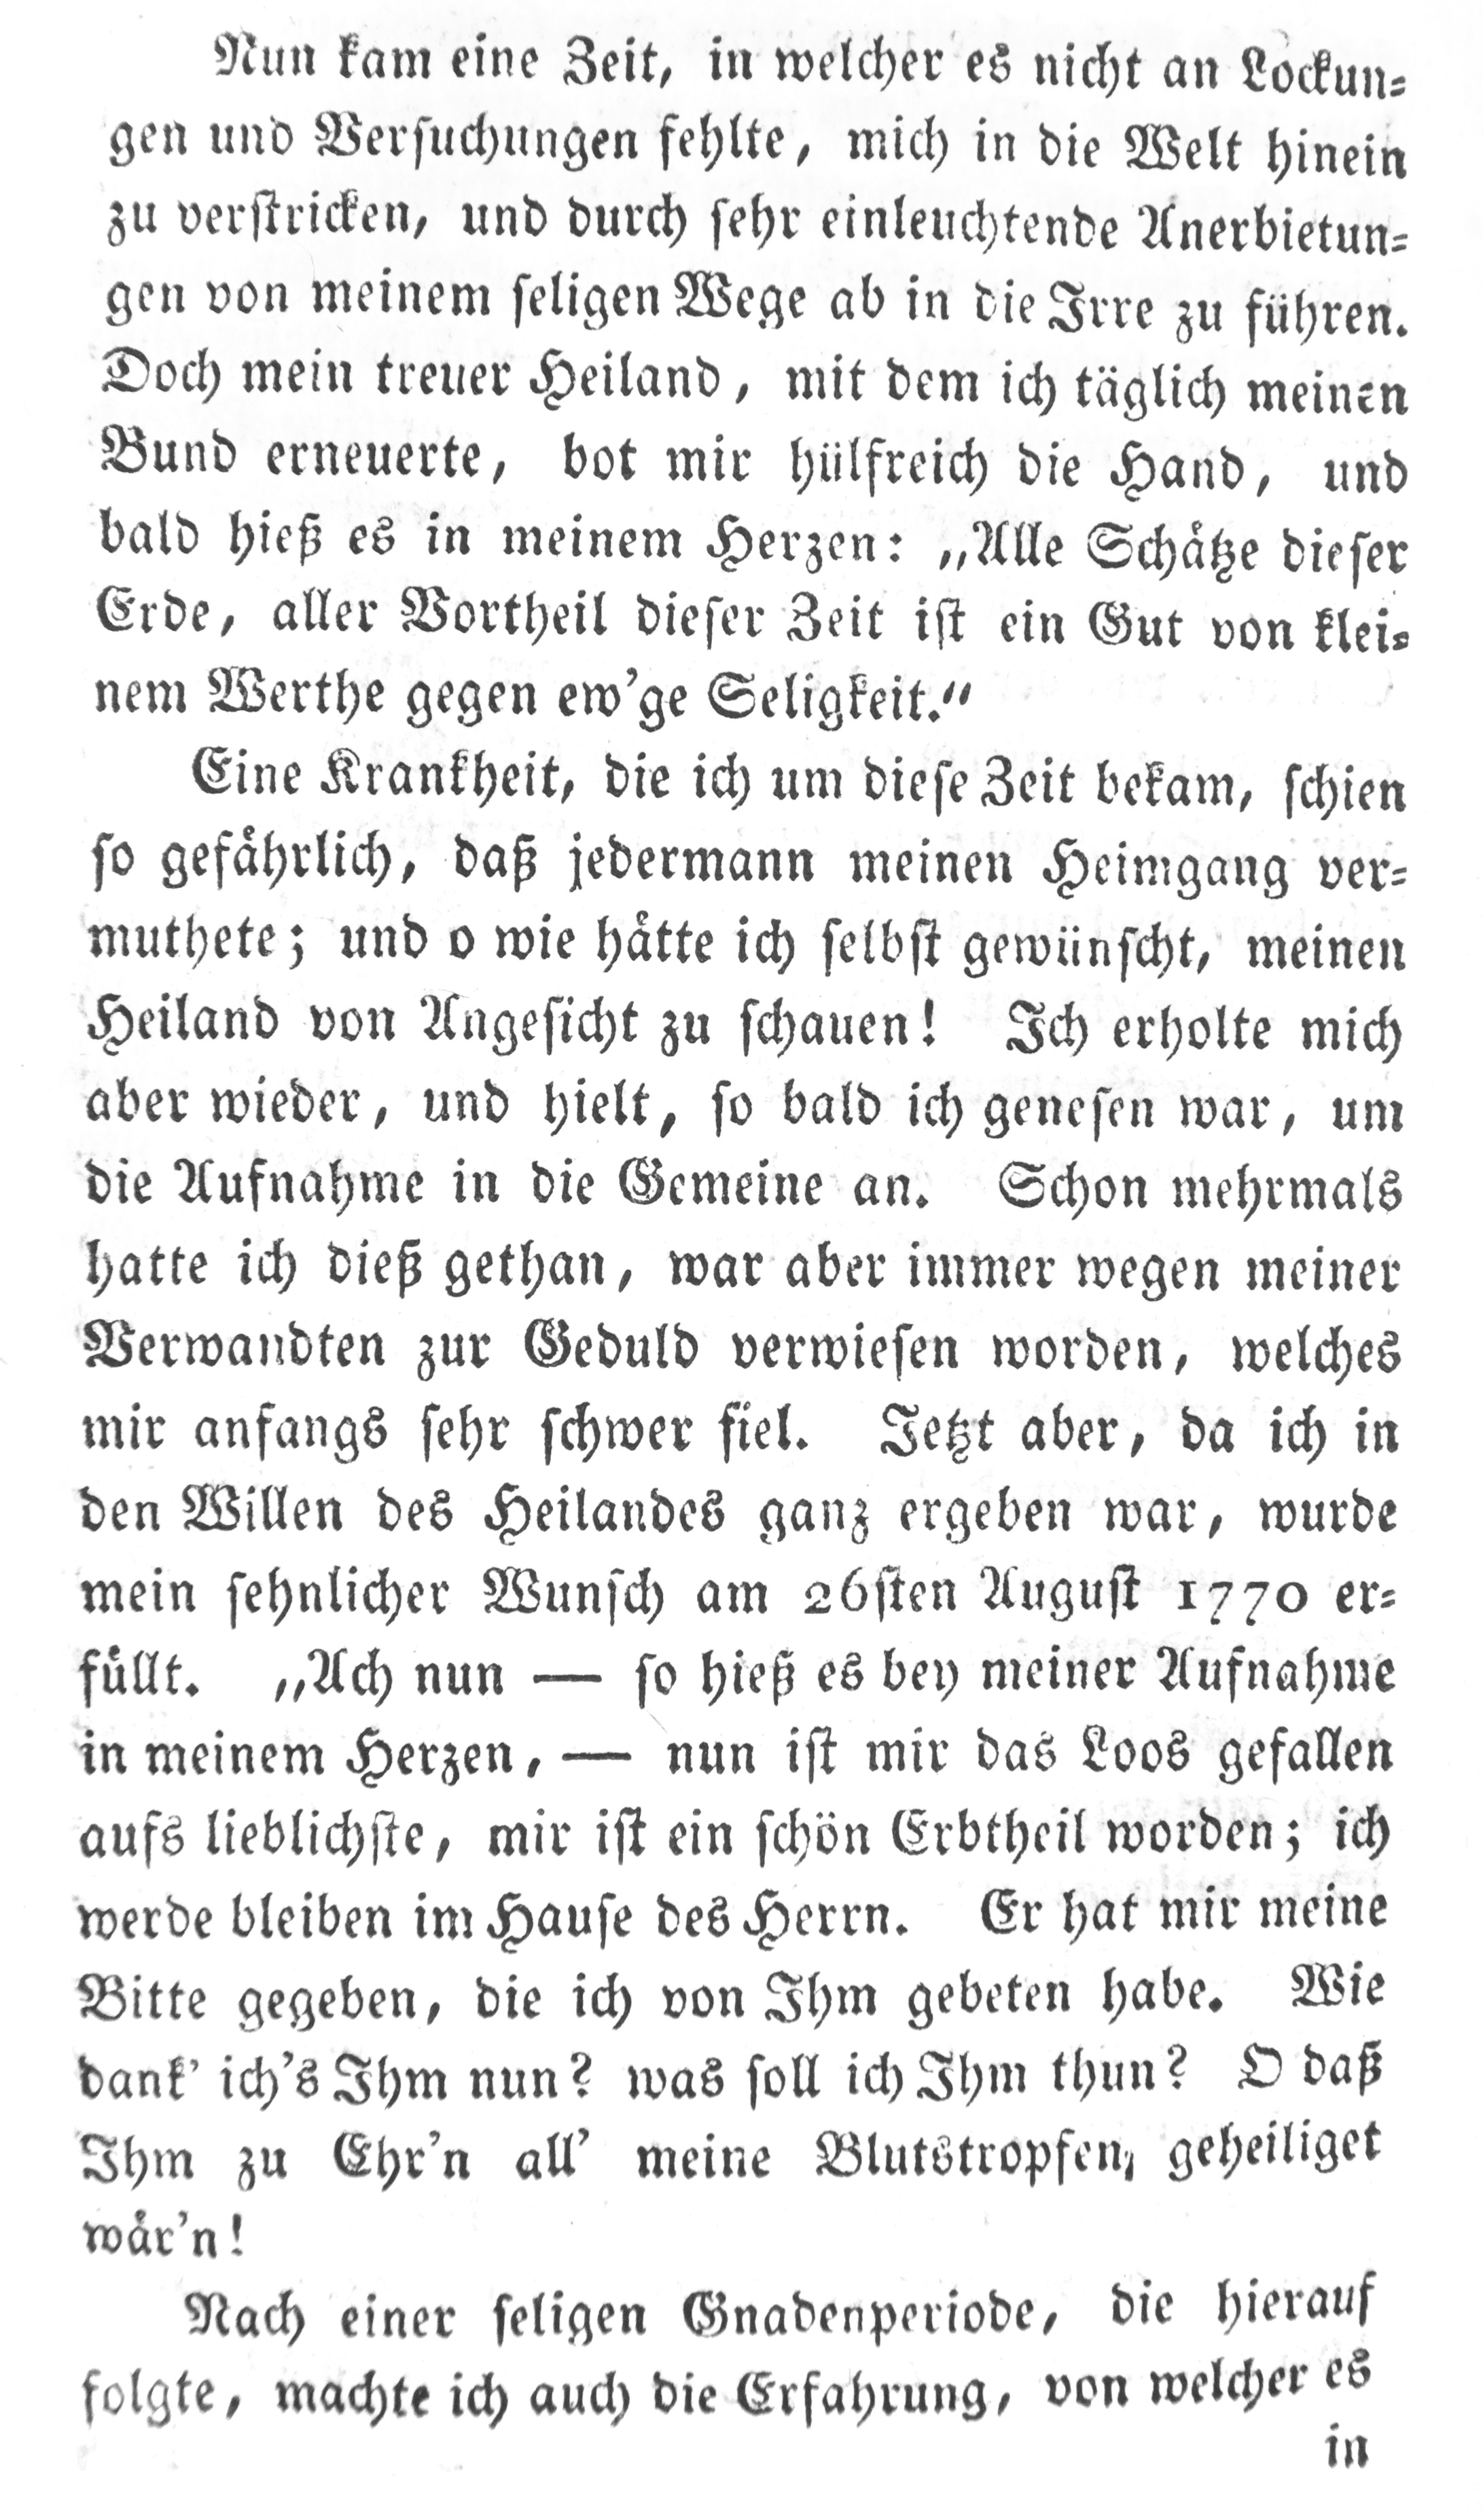 Nun kam eine Zeit, in welcher es nicht an Lockun-
gen und Versuchungen fehlte, mich in die Welt hinein
zu verstricken, und durch sehr einleuchtende Anerbietun-
gen von meinem seligen Wege ab in die Irre zu führen.
Doch mein treuer Heiland, mit dem ich täglich meinen
Bund erneuerte, bot mir hülfreich die Hand, und
bald hieß es in meinem Herzen: „Alle Schätze dieser
Erde, aller Vortheil dieser Zeit ist ein Gut von klei-
nem Werthe gegen ew'ge Seligkeit.“
Eine Krankheit, die ich um diese Zeit bekam, schien
so gefährlich, daß jedermann meinen Heimgang ver-
muthete; und o wie hätte ich selbst gewünscht, meinen
Heiland von Angesicht zu schauen! Ich erholte mich
aber wieder, und hielt, so bald ich genesen war, um
die Aufnahme in die Gemeine an. Schon mehrmals
hatte ich dieß gethan, war aber immer wegen meiner
Verwandten zur Geduld verwiesen worden, welches
mir anfangs sehr schwer fiel. Jetzt aber, da ich in
den Willen des Heilandes ganz ergeben war, wurde
mein sehnlicher Wunsch am 26sten August 1770 er-
füllt. „Ach nun — so hieß es bey meiner Aufnahme
in meinem Herzen, — nun ist mir das Loos gefallen
aufs lieblichste, mir ist ein schön Erbtheil worden; ich
werde bleiben im Hause des Herrn. Er hat mir meine
Bitte gegeben, die ich von Ihm gebeten habe. Wie
dank' ich's Ihm nun? was soll ich Ihm thun? O daß
Ihm zu Ehr'n all' meine Blutstropfen, geheiliget
wär'n!
Nach einer seligen Gnadenperiode, die hierauf
folgte, machte ich auch die Erfahrung, von welcher es
in